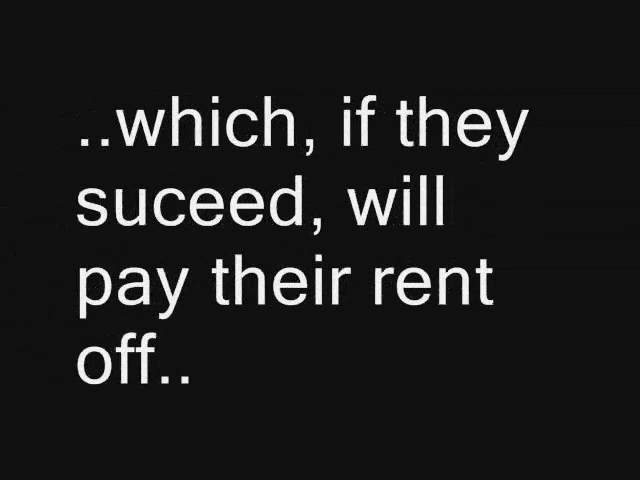 ..which, if they
suceed, will
pay their rent
off..